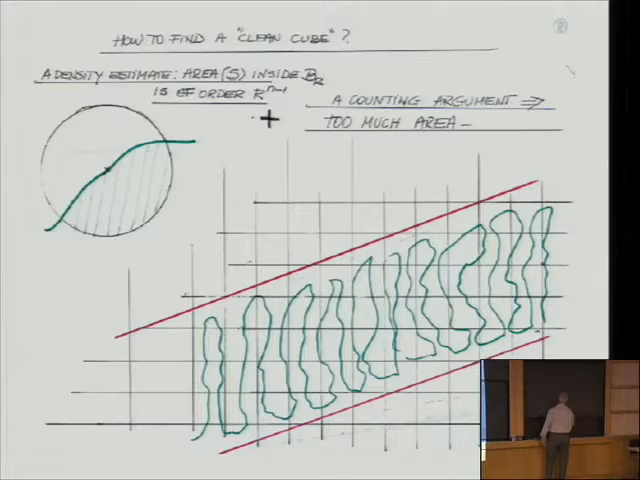 HOW TO FIND A "CLEAN CUBE"?
A DENSITY ESTIMATE: AREA(S) INSIDE B_R
IS OF ORDER R^{n-1}
+
A COUNTING ARGUMENT ⇒
TOO MUCH AREA -